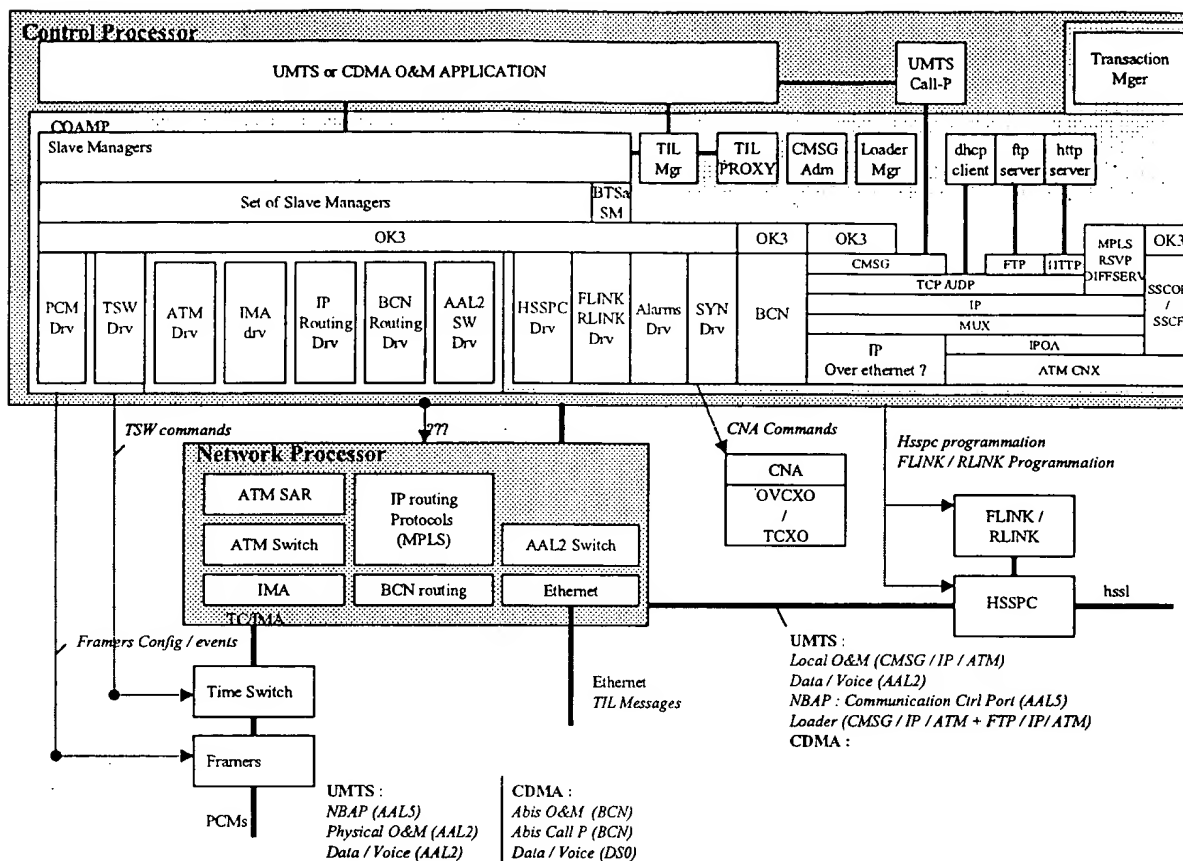 Control Processor
UMTS or CDMA O&M APPLICATION
UMTS
Call-P
Transaction
Mger
COAMP
Slave Managers
TIL
Mgr
TIL
PROXY
CMSG
Adm
Loader
Mgr
dhcp
client
ftp
server
http
server
Set of Slave Managers
BTSa
SM
OK3
OK3
OK3
MPLS
RSVP
DIFFSERV
OK3
CMSG
FTP
HTTP
TCP /UDP
IP
MUX
IPOA
IP
Over ethernet ?
ATM CNX
SSCOP
/
SSCF
PCM
Drv
TSW
Drv
ATM
Drv
IMA
drv
IP
Routing
Drv
BCN
Routing
Drv
AAL2
SW
Drv
HSSPC
Drv
FLINK
RLINK
Drv
Alarms
Drv
SYN
Drv
BCN
TSW commands
???
CNA Commands
Hsspc programmation
FLINK / RLINK Programmation
Network Processor
ATM SAR
IP routing
Protocols
(MPLS)
ATM Switch
AAL2 Switch
IMA
BCN routing
Ethernet
TC/IMA
CNA
OVCXO
/
TCXO
FLINK /
RLINK
HSSPC
hssl
Framers Config / events
Time Switch
Framers
PCMs
Ethernet
TIL Messages
UMTS :
Local O&M (CMSG / IP / ATM)
Data / Voice (AAL2)
NBAP : Communication Ctrl Port (AAL5)
Loader (CMSG / IP / ATM + FTP / IP/ ATM)
CDMA :
UMTS :
NBAP (AAL5)
Physical O&M (AAL2)
Data / Voice (AAL2)
CDMA :
Abis O&M (BCN)
Abis Call P (BCN)
Data / Voice (DS0)